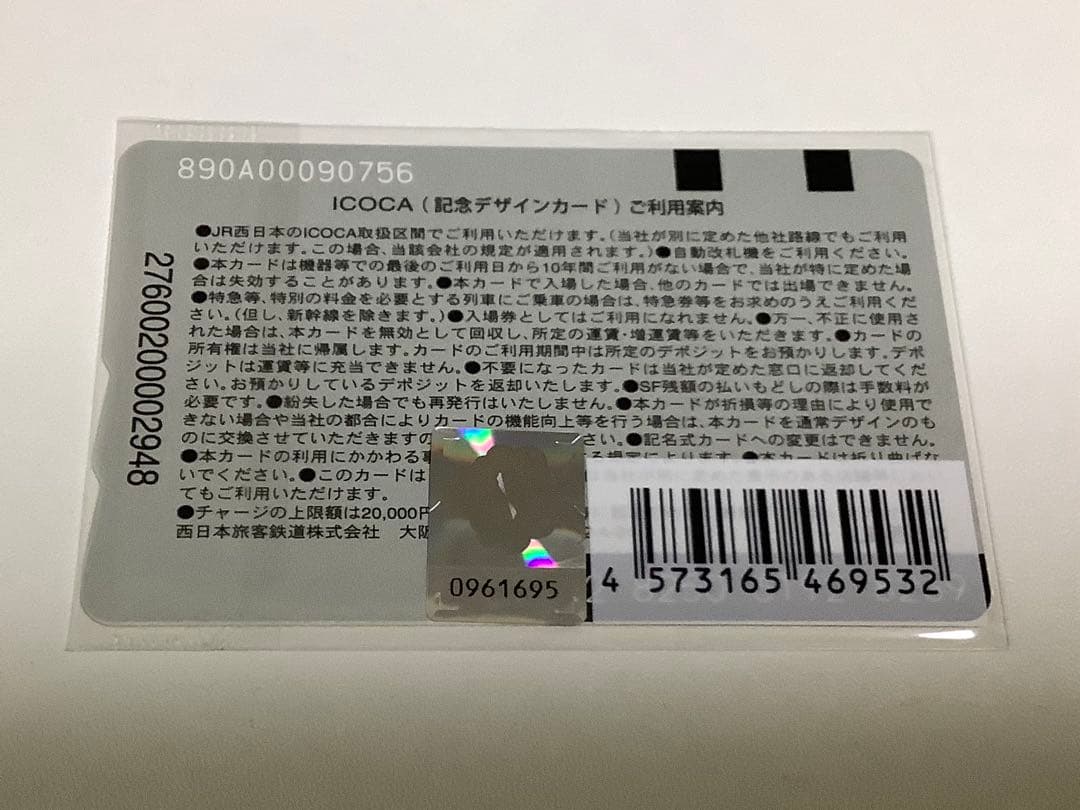 890A00090756
ICOCA(記念デザインカード)ご利用案内
●JR西日本のICOCA取扱区間でご利用いただけます。(当社が別に定めた他社路線でもご利用
いただけます。この場合、当該会社の規定が適用されます。)●自動改札機をご利用ください。
●本カードは機器等での最後のご利用日から10年間ご利用がない場合で、当社が特に定めた場
合は失効することがあります。●本カードで入場した場合、他のカードでは出場できません。
●特急等、特別の料金を必要とする列車にご乗車の場合は、特急券等をお求めのうえご利用くだ
さい。(但し、新幹線を除きます。)●入場券としてはご利用になれません。●万一、不正に使用さ
れた場合は、本カードを無効として回収し、所定の運賃・増運賃等をいただきます。●カードの
所有権は当社に帰属します。カードのご利用期間中は所定のデポジットをお預かりします。デポ
ジットは運賃等に充当できません。●不要になったカードは当社が定めた窓口に返却してくだ
さい。お預かりしているデポジットを返却いたします。●SF残額の払いもどしの際は手数料が
必要です。●紛失した場合でも再発行はいたしません。●本カードが折損等の理由により使用で
きない場合や当社の都合によりカードの機能向上等を行う場合は、本カードを通常デザインのも
のに交換させていただきますの さい。●記名式カードへの変更はできません。
●本カードの利用にかかわる る規定によります。●本カードは折り曲げな
いでください。●このカードは
てもご利用いただけます。
●チャージの上限額は20,000円
西日本旅客鉄道株式会社 大阪
2760020000002948
0961695
4 573165 469532